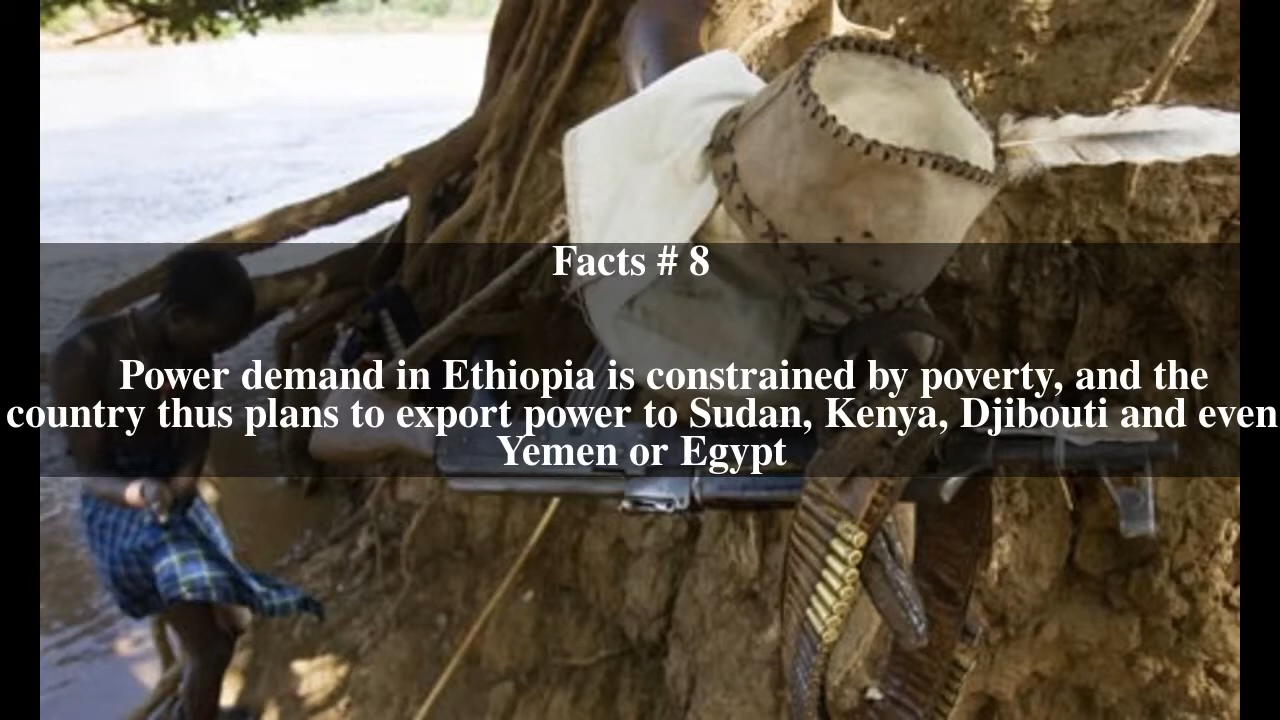 Facts # 8
Power demand in Ethiopia is constrained by poverty, and the
country thus plans to export power to Sudan, Kenya, Djibouti and even
Yemen or Egypt